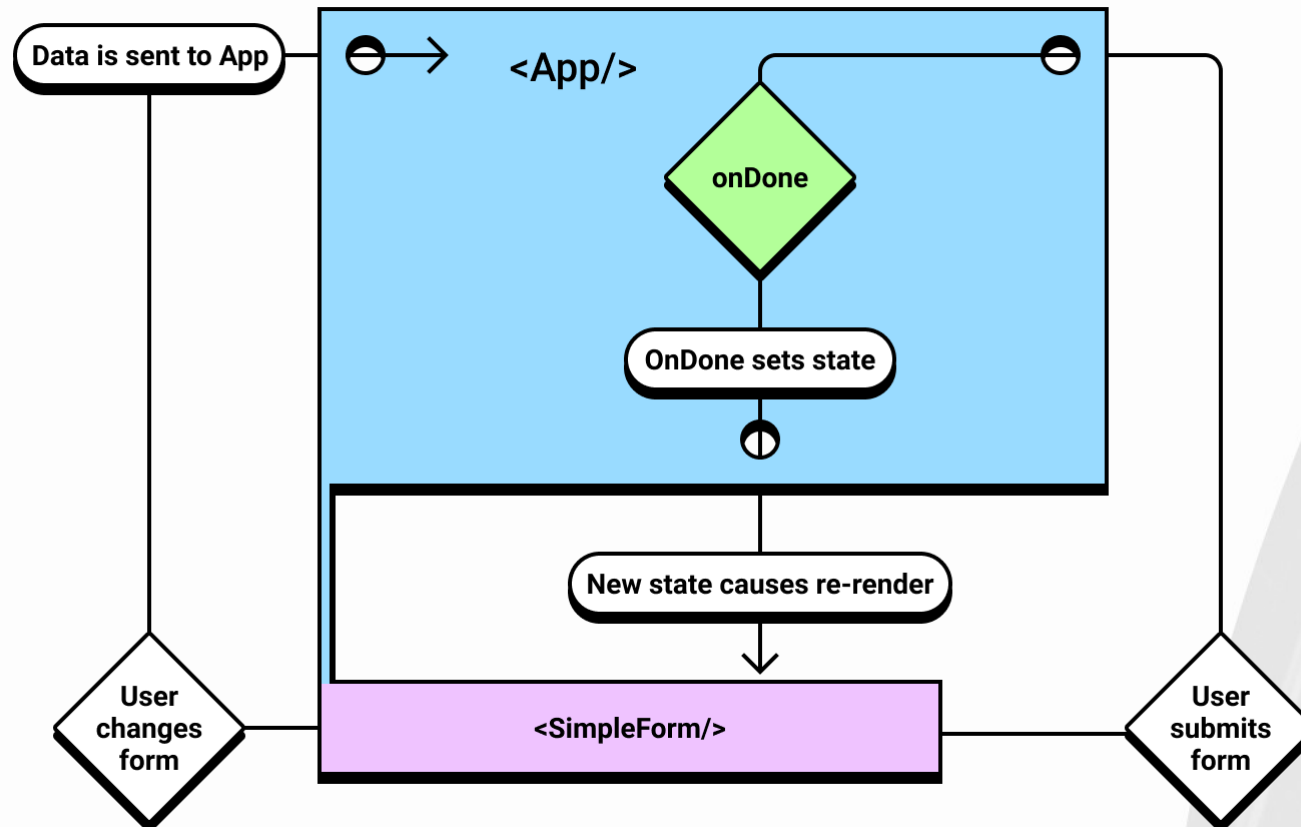 Data is sent to App
<App/>
onDone
OnDone sets state
New state causes re-render
User
changes
form
<SimpleForm/>
User
submits
form